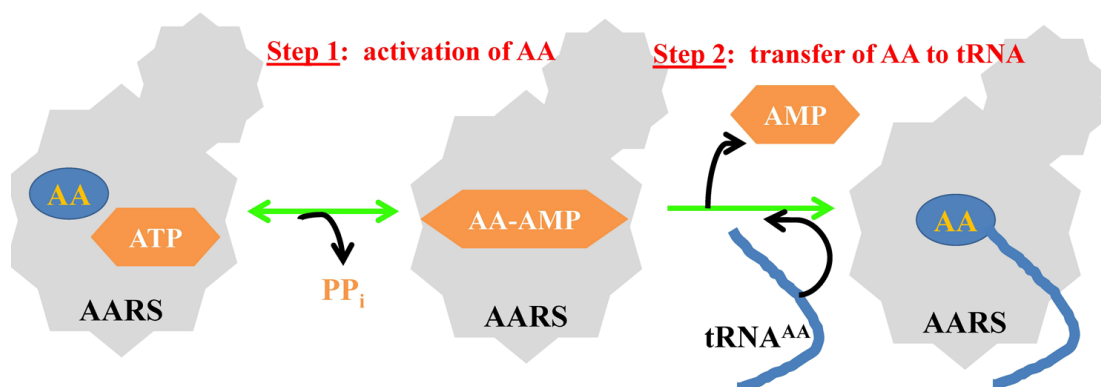 Step 1: activation of AA
Step 2: transfer of AA to tRNA
AA
ATP
AARS
PPi
AA-AMP
AARS
AMP
tRNAAA
AA
AARS